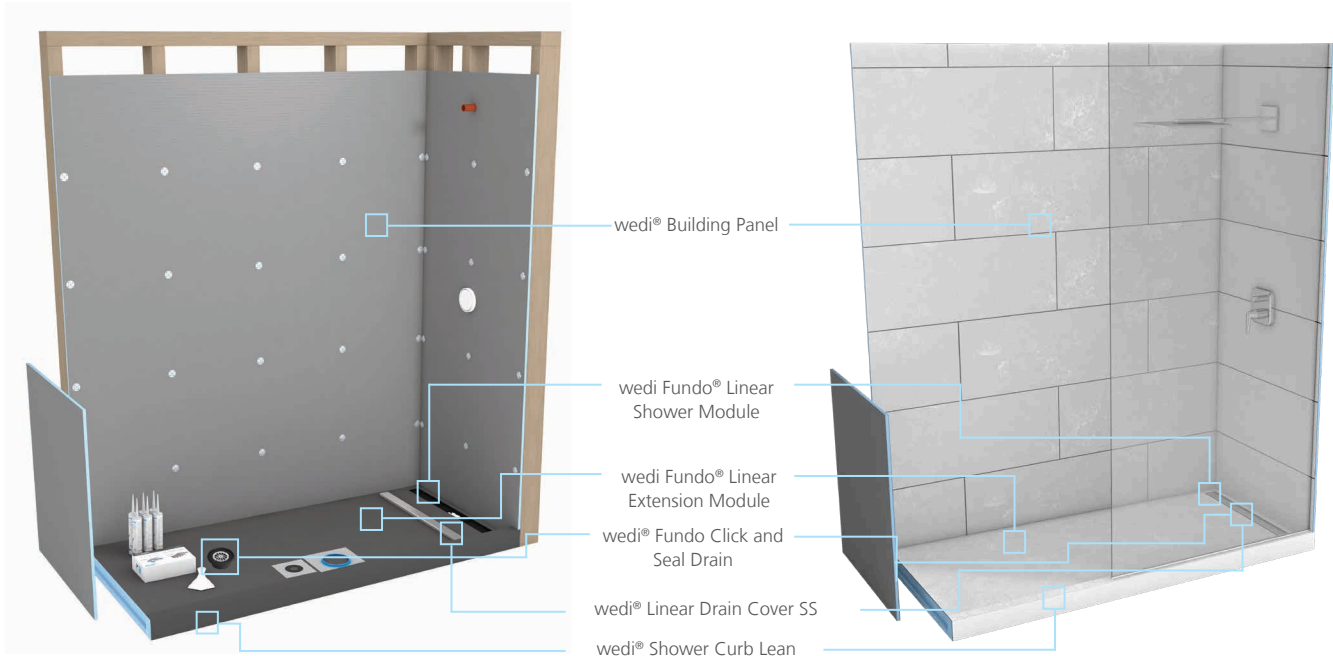 wedi® Building Panel
wedi Fundo® Linear
Shower Module
wedi Fundo® Linear
Extension Module
wedi® Fundo Click and
Seal Drain
wedi® Linear Drain Cover SS
wedi® Shower Curb Lean